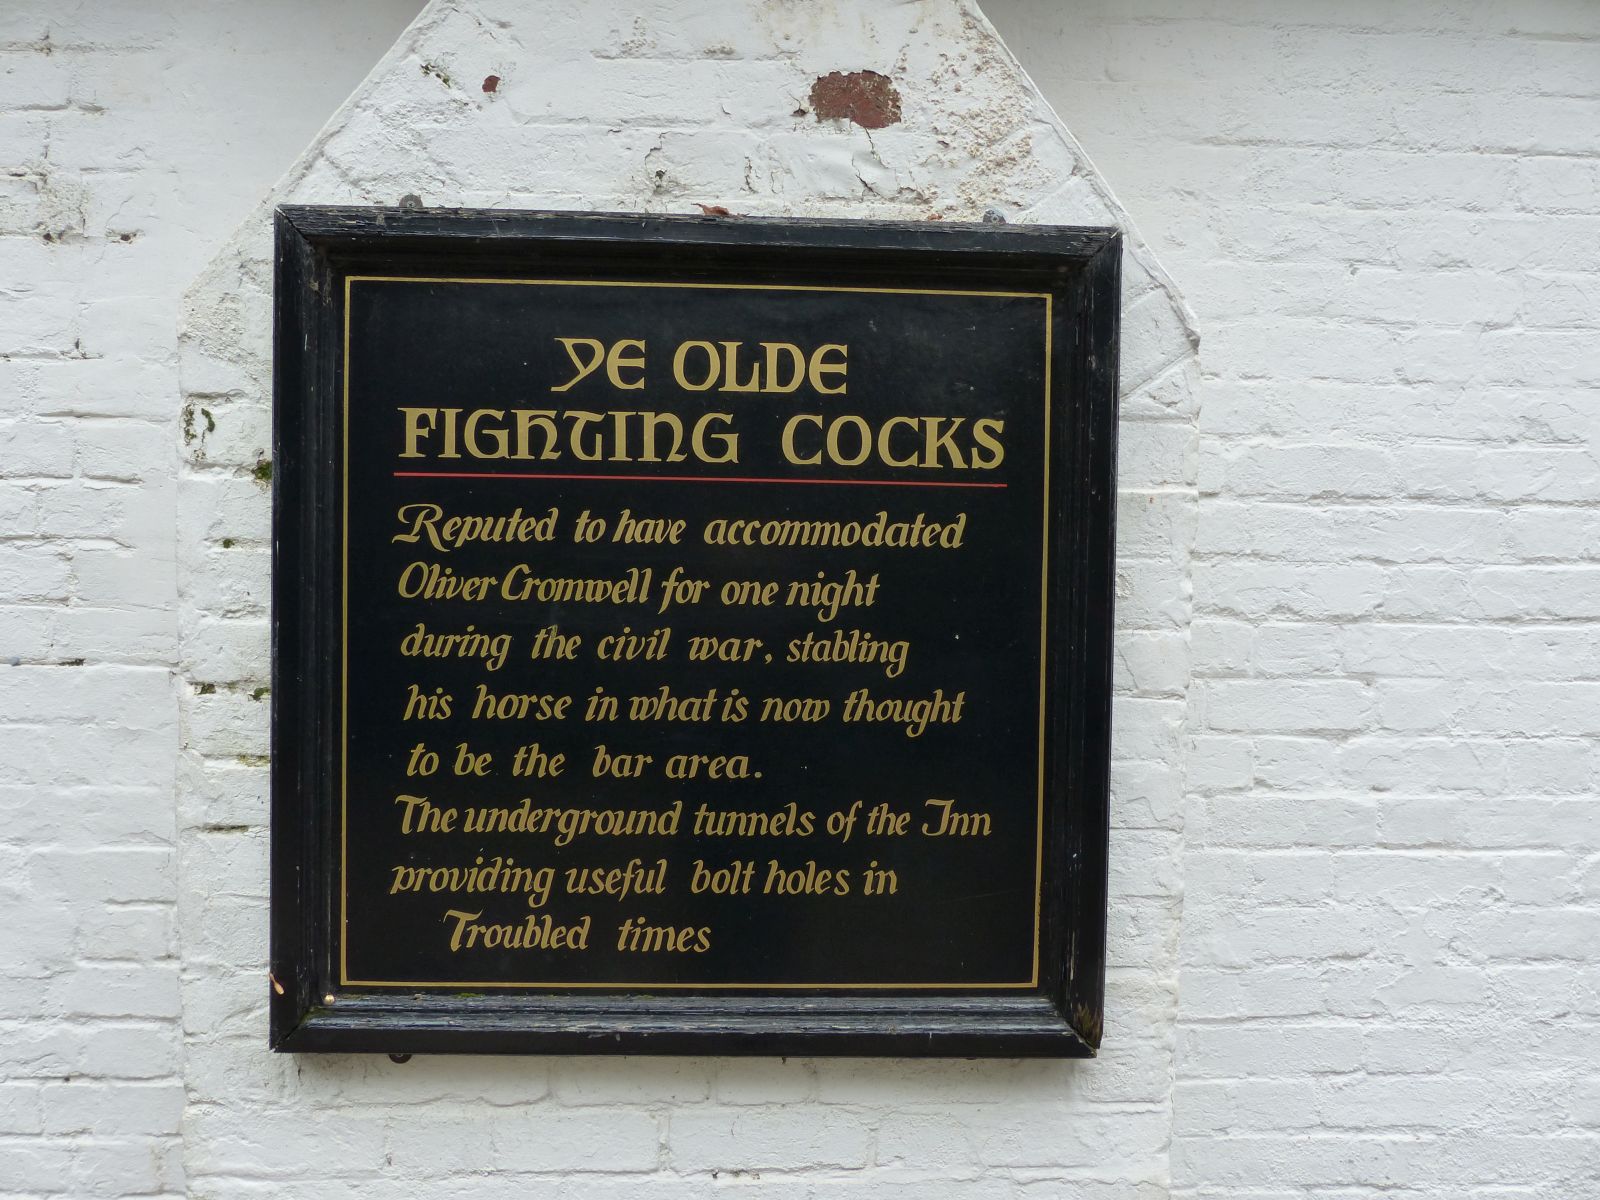 YE OLDE
FIGHTING COCKS
Reputed to have accommodated
Oliver Cromwell for one night
during the civil war, stabling
his horse in what is now thought
to be the bar area.
The underground tunnels of the Inn
providing useful bolt holes in
Troubled times